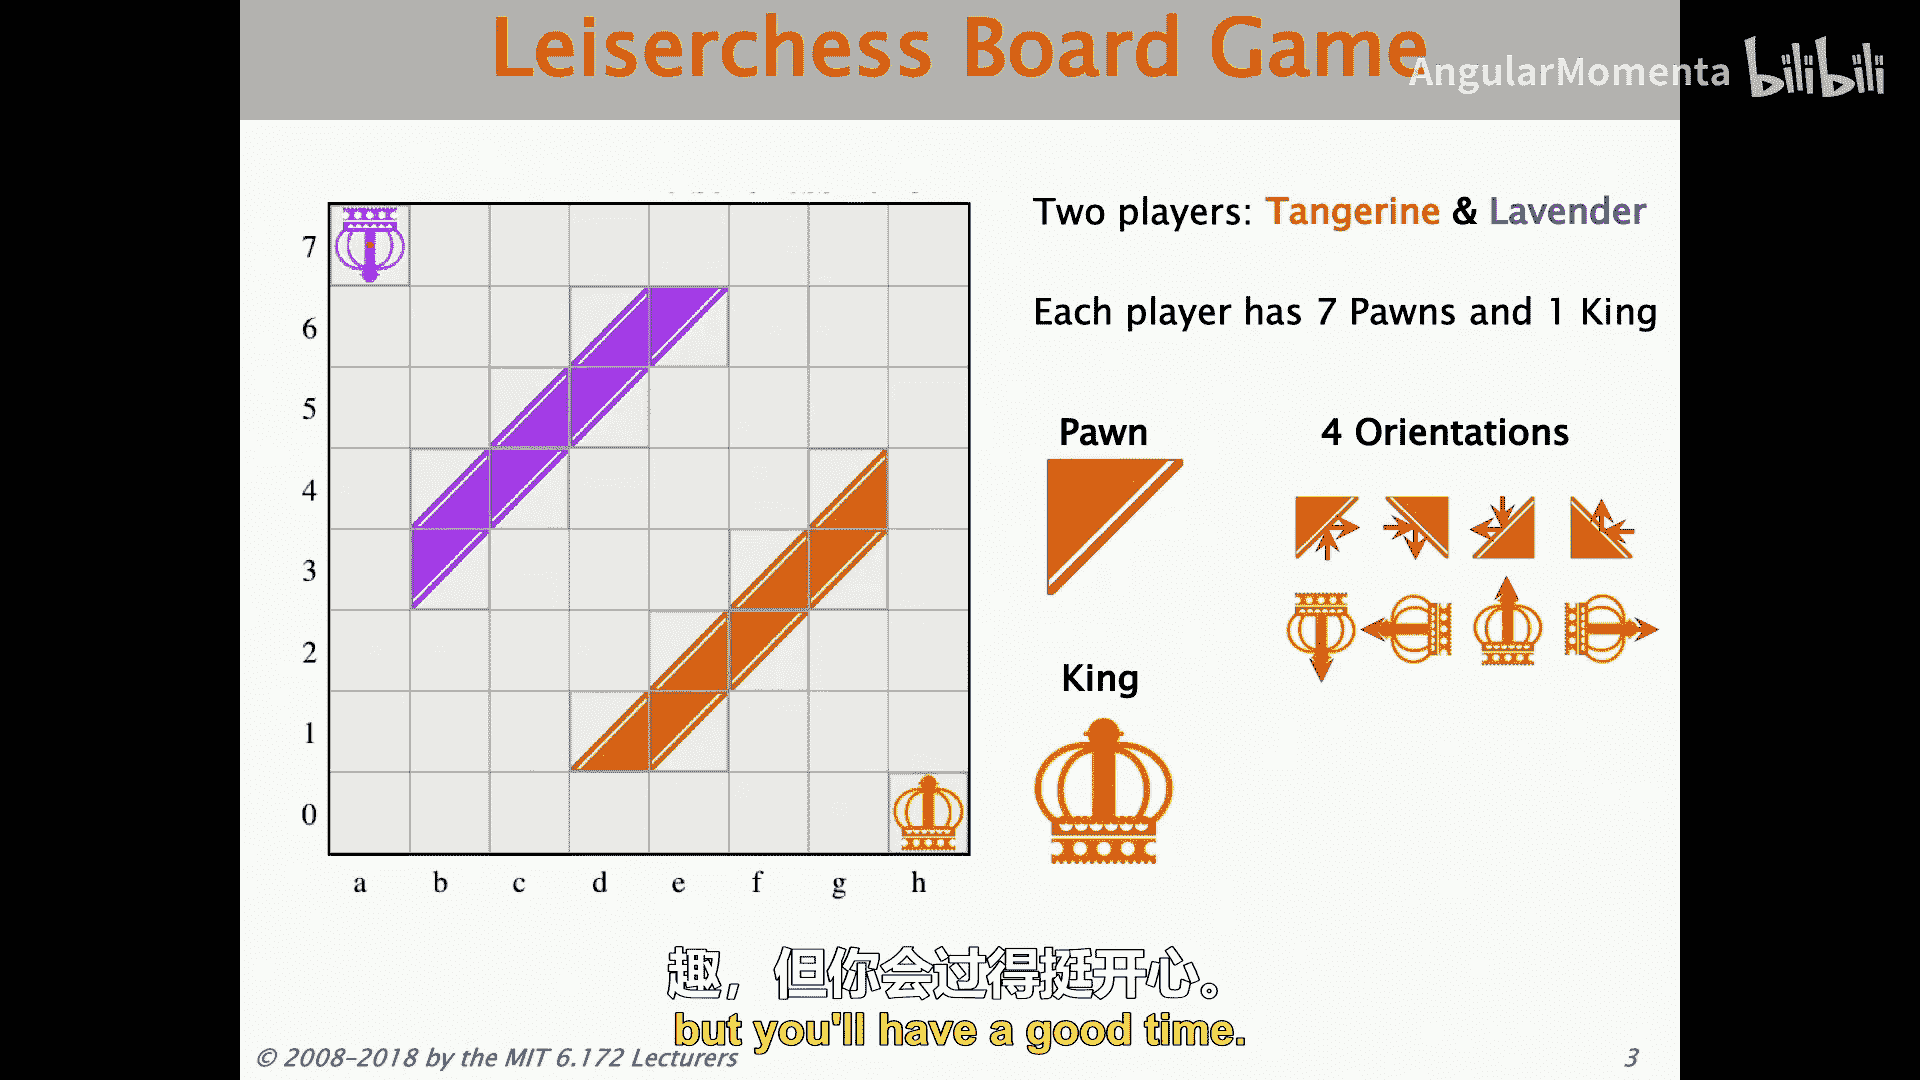 Leiserchess Board Game
AngularMomenta bilibili
Two players: Tangerine & Lavender
Each player has 7 Pawns and 1 King
Pawn
4 Orientations
King
7
6
5
4
3
2
1
0
a b c d e f g h
趣，但你会过得挺开心。
but you'll have a good time.
© 2008-2018 by the MIT 6.172 Lecturers
3